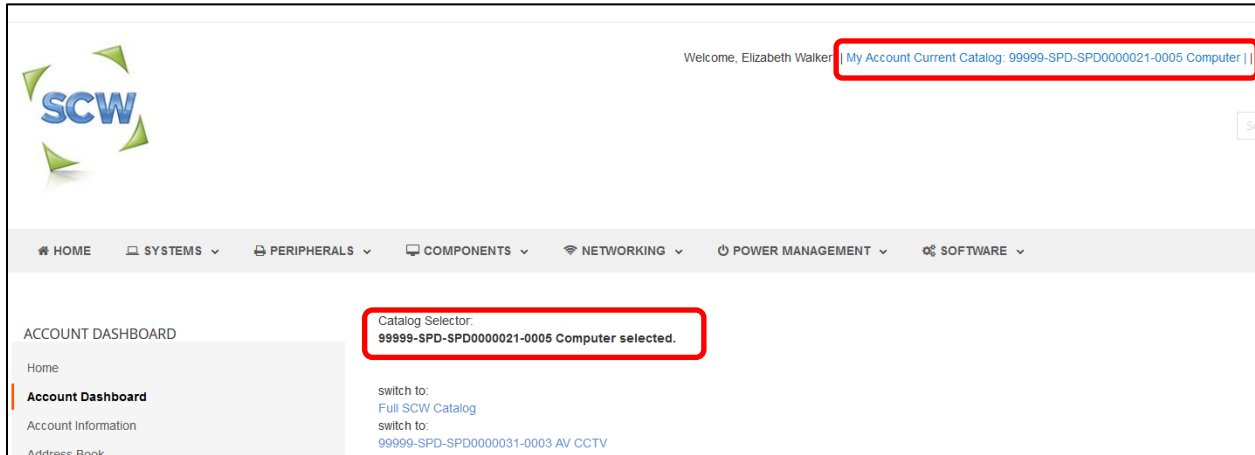 Welcome, Elizabeth Walker! | My Account Current Catalog: 99999-SPD-SPD0000021-0005 Computer | |
SCW
HOME SYSTEMS PERIPHERALS COMPONENTS NETWORKING POWER MANAGEMENT SOFTWARE
ACCOUNT DASHBOARD
Home
Account Dashboard
Account Information
Address Book
Catalog Selector:
99999-SPD-SPD0000021-0005 Computer selected.
switch to:
Full SCW Catalog
switch to:
99999-SPD-SPD0000031-0003 AV CCTV